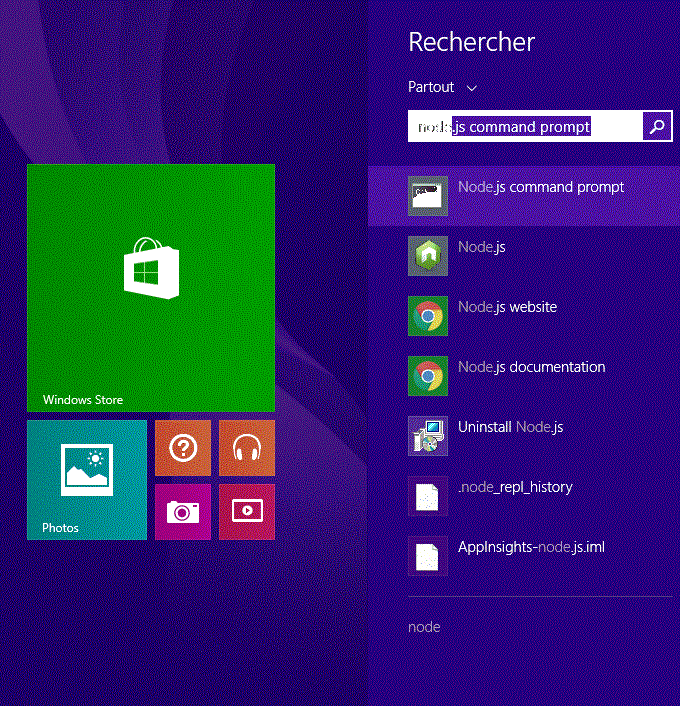 Windows Store
Photos
Rechercher
Partout
node.js command prompt
Node.js command prompt
Node.js
Node.js website
Node.js documentation
Uninstall Node.js
.node_repl_history
AppInsights-node.js.iml
node